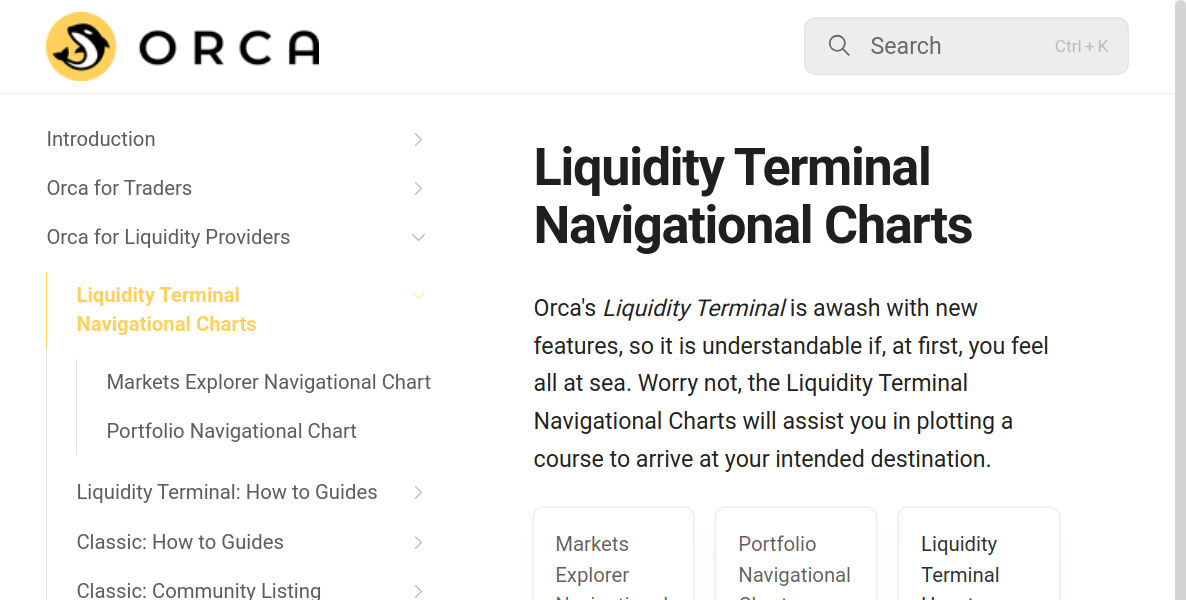 ORCA
Search
Ctrl + K
Introduction
Orca for Traders
Orca for Liquidity Providers
Liquidity Terminal
Navigational Charts
Markets Explorer Navigational Chart
Portfolio Navigational Chart
Liquidity Terminal: How to Guides
Classic: How to Guides
Classic: Community Listing
Liquidity Terminal
Navigational Charts
Orca's Liquidity Terminal is awash with new
features, so it is understandable if, at first, you feel
all at sea. Worry not, the Liquidity Terminal
Navigational Charts will assist you in plotting a
course to arrive at your intended destination.
Markets
Explorer
Portfolio
Navigational
Liquidity
Terminal